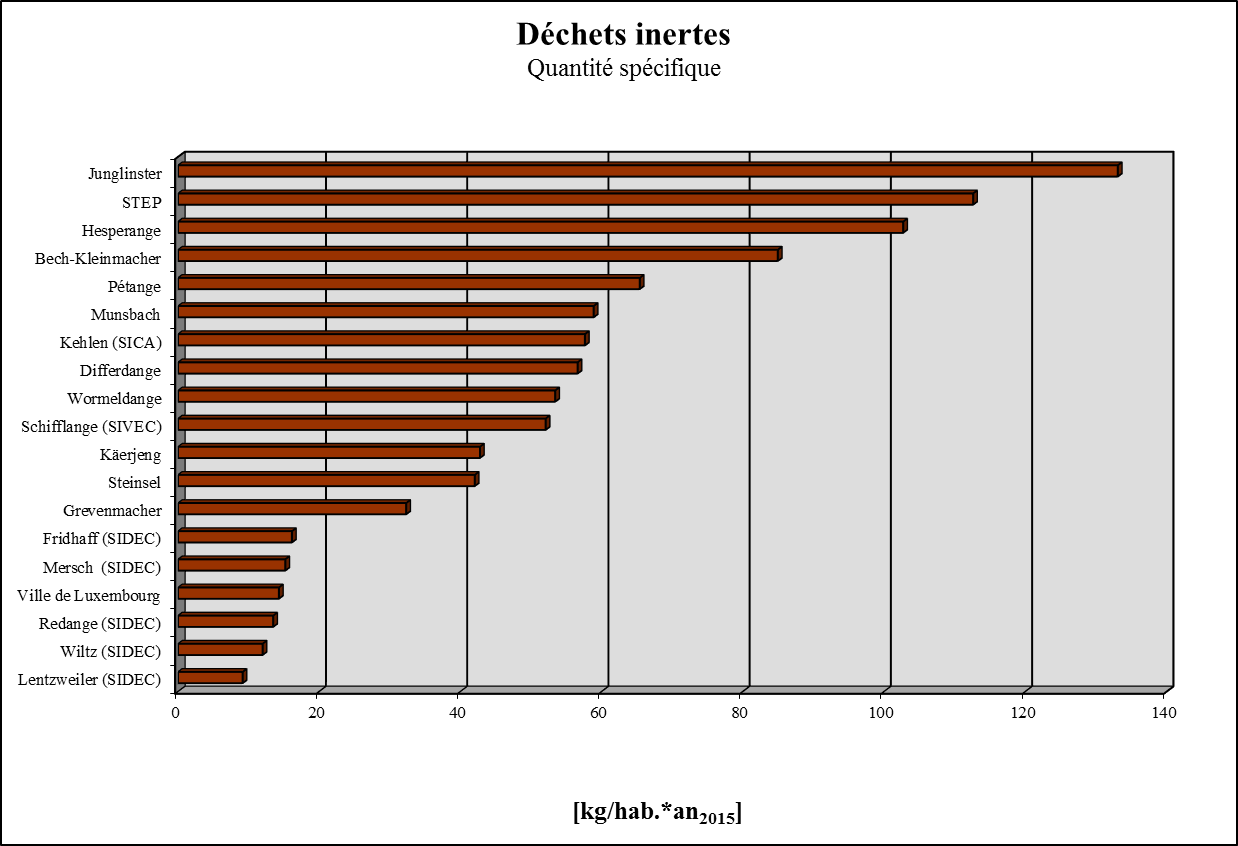 Déchets inertes
Quantité spécifique
Junglinster
STEP
Hesperange
Bech-Kleinmacher
Pétange
Munsbach
Kehlen (SICA)
Differdange
Wormeldange
Schifflange (SIVEC)
Käerjeng
Steinsel
Grevenmacher
Fridhaff (SIDEC)
Mersch  (SIDEC)
Ville de Luxembourg
Redange (SIDEC)
Wiltz (SIDEC)
Lentzweiler (SIDEC)
0 20 40 60 80 100 120 140
[kg/hab.*an2015]